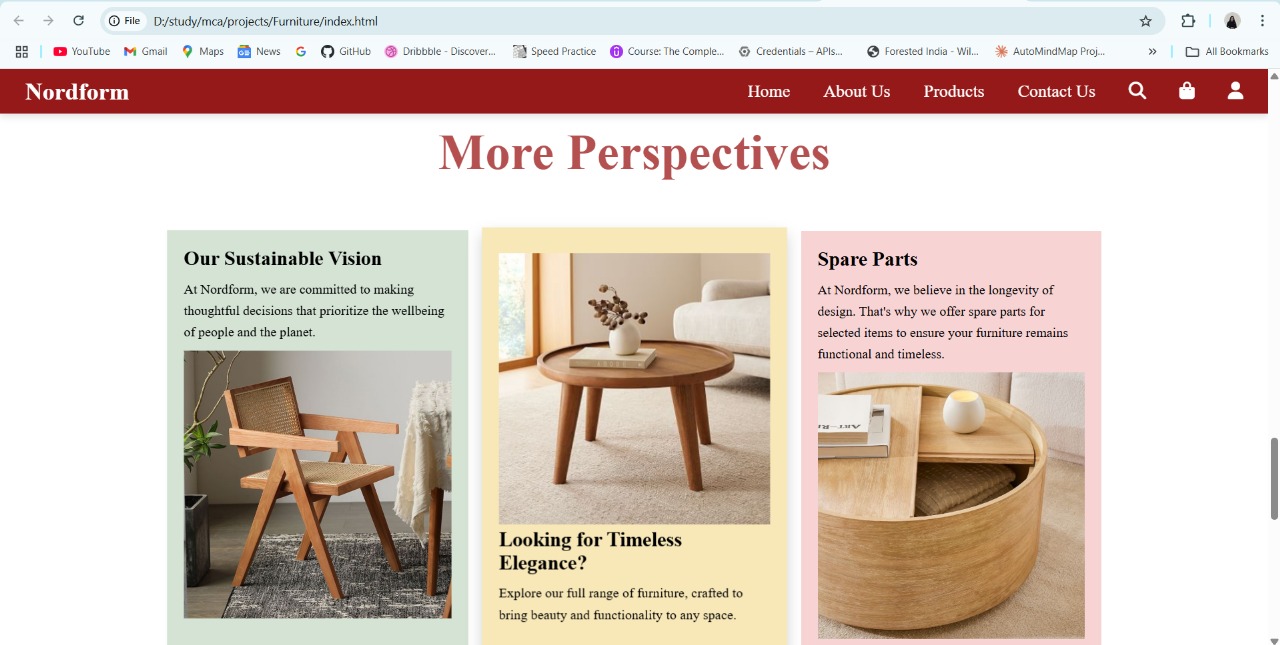 File D:/study/mca/projects/Furniture/index.html
YouTube Gmail Maps News GitHub Dribbble - Discover... Speed Practice Course: The Comple... Credentials – APIs... Forested India - Wil... AutoMindMap Proj... » All Bookmarks
Nordform Home About Us Products Contact Us
More Perspectives
Our Sustainable Vision
At Nordform, we are committed to making
thoughtful decisions that prioritize the wellbeing
of people and the planet.
Looking for Timeless
Elegance?
Explore our full range of furniture, crafted to
bring beauty and functionality to any space.
Spare Parts
At Nordform, we believe in the longevity of
design. That's why we offer spare parts for
selected items to ensure your furniture remains
functional and timeless.